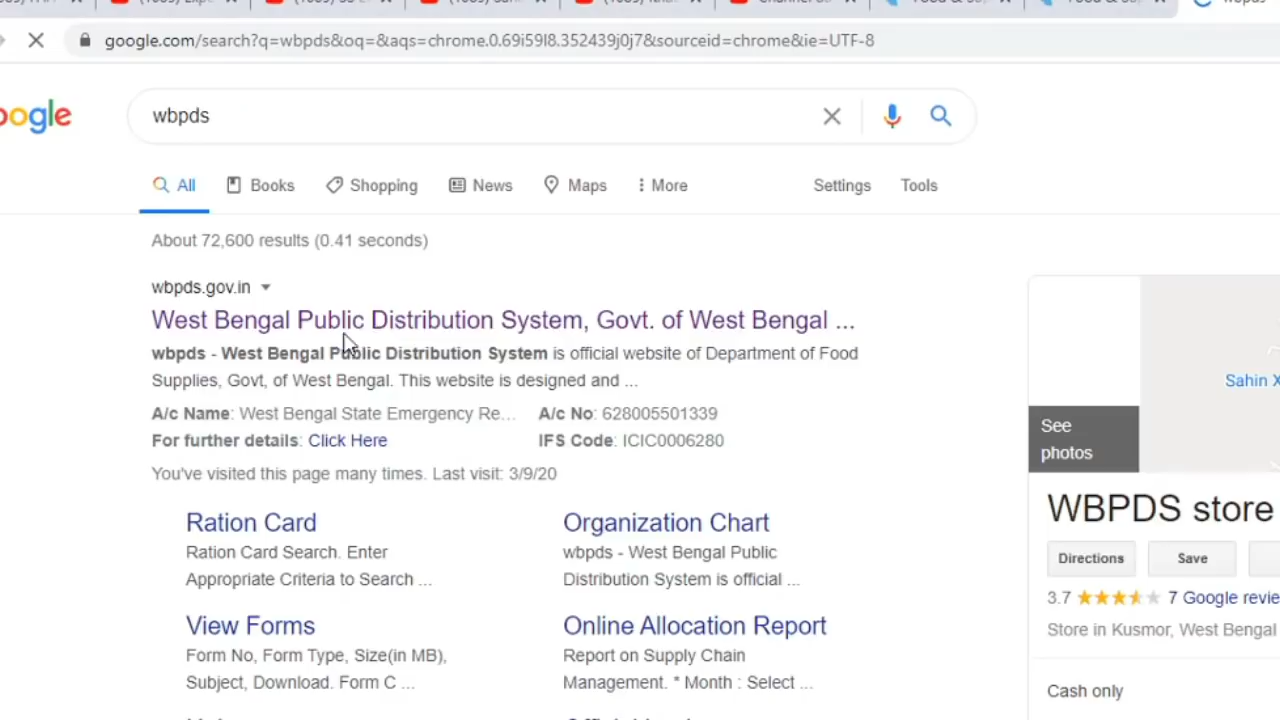 google.com/search?q=wbpds&oq=&aqs=chrome.0.69i59l8.352439j0j7&sourceid=chrome&ie=UTF-8
oogle
wbpds
All Books Shopping News Maps More Settings Tools
About 72,600 results (0.41 seconds)
wbpds.gov.in
West Bengal Public Distribution System, Govt. of West Bengal ...
wbpds - West Bengal Public Distribution System is official website of Department of Food
Supplies, Govt, of West Bengal. This website is designed and ...
A/c Name: West Bengal State Emergency Re... A/c No: 628005501339
For further details: Click Here IFS Code: ICIC0006280
You've visited this page many times. Last visit: 3/9/20
Ration Card
Ration Card Search. Enter
Appropriate Criteria to Search ...
Organization Chart
wbpds - West Bengal Public
Distribution System is official ...
View Forms
Form No, Form Type, Size(in MB),
Subject, Download. Form C ...
Online Allocation Report
Report on Supply Chain
Management. * Month : Select ...
See
photos
Sahin X
WBPDS store
Directions Save
3.7 7 Google revie
Store in Kusmor, West Bengal
Cash only